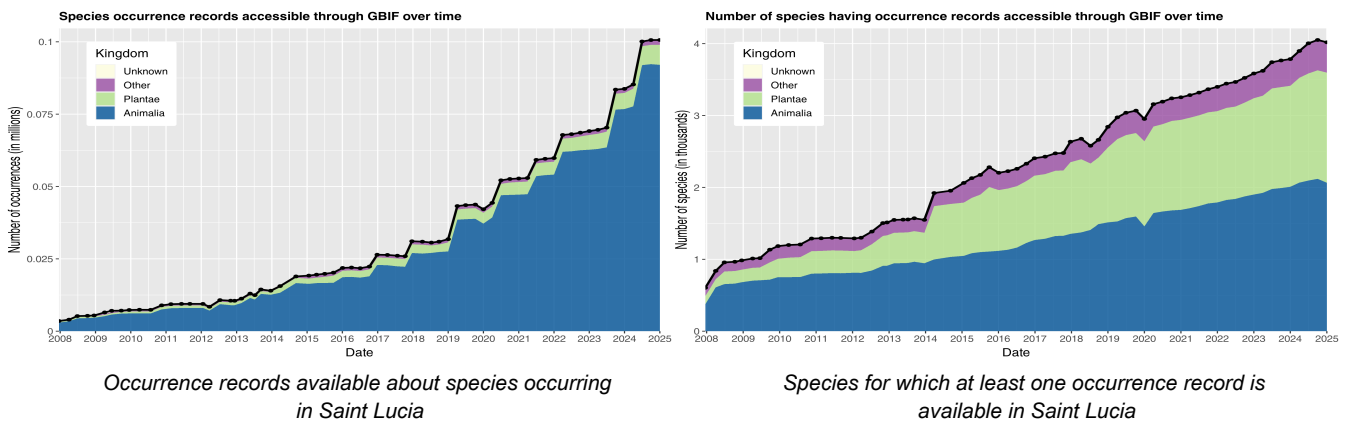 Species occurrence records accessible through GBIF over time
Number of occurrences (in millions)
0.1
0.075
0.05
0.025
0
Kingdom
Unknown
Other
Plantae
Animalia
2008 2009 2010 2011 2012 2013 2014 2015 2016 2017 2018 2019 2020 2021 2022 2023 2024 2025
Date
Occurrence records available about species occurring
in Saint Lucia
Number of species having occurrence records accessible through GBIF over time
Number of species (in thousands)
4
3
2
1
0
Kingdom
Unknown
Other
Plantae
Animalia
2008 2009 2010 2011 2012 2013 2014 2015 2016 2017 2018 2019 2020 2021 2022 2023 2024 2025
Date
Species for which at least one occurrence record is
available in Saint Lucia